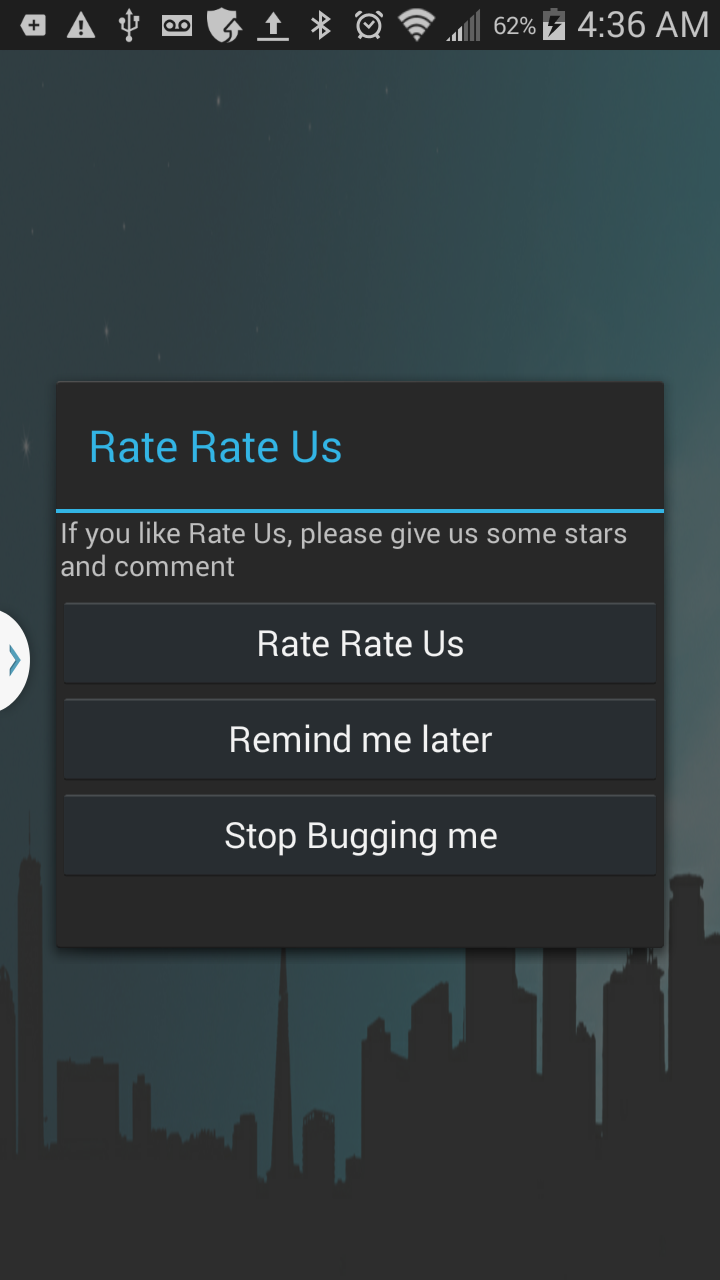 62% 4:36 AM
Rate Rate Us
If you like Rate Us, please give us some stars
and comment
Rate Rate Us
Remind me later
Stop Bugging me